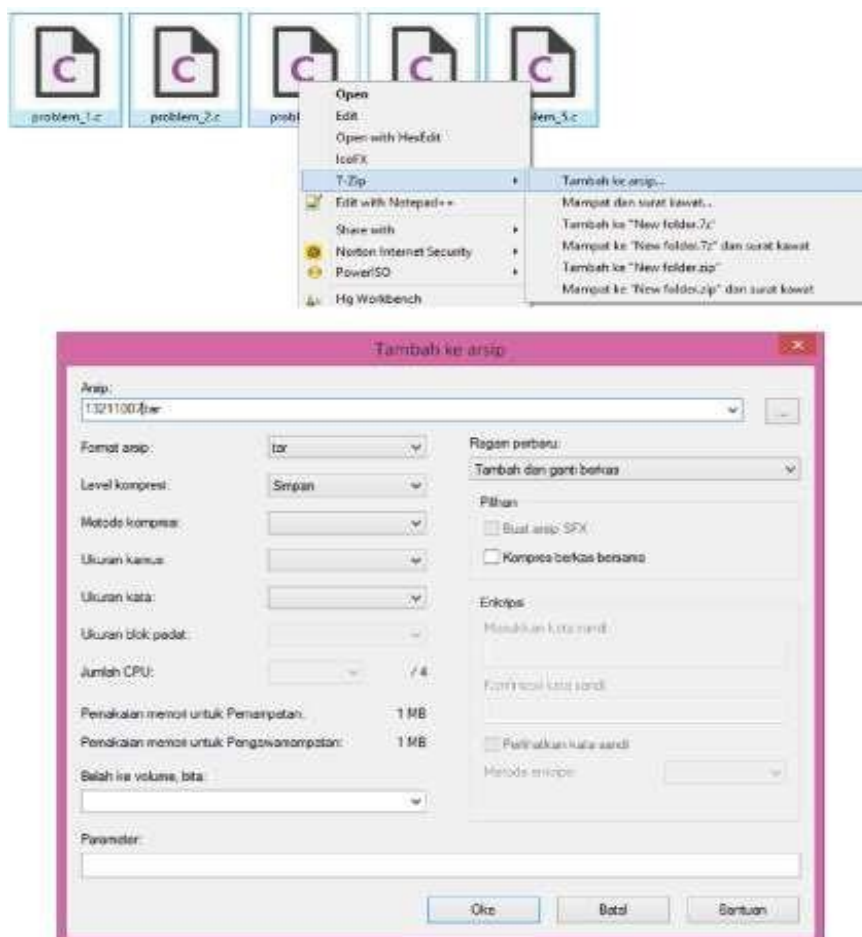 C
C
C
C
C
problem_1.c
problem_2.c
Open
Edit
Open with HexEdit
IcoFX
7-Zip
Edit with Notepad++
Share with
Norton Internet Security
PowerISO
Hg Workbench
Tambah ke arsip...
Mampat dan surat kawat...
Tambah ke "New folder.7z"
Mampat ke "New folder.7z" dan surat kawat
Tambah ke "New folder.zip"
Mampat ke "New folder.zip" dan surat kawat
Tambah ke arsip
Arsip:
13211007.tar
...
Format arsip:
tar
Level kompresi:
Simpan
Metode kompresi:
Ukuran kamus:
Ukuran kata:
Ukuran blok padat:
Jumlah CPU:
/ 4
Pemakaian memori untuk Pemampatan:
1 MB
Pemakaian memori untuk Pengawamampatan:
1 MB
Belah ke volume, bita:
Parameter:
Ragam perbaru:
Tambah dan ganti berkas
Pilihan
Buat arsip SFX
Kompres berkas bersama
Enkripsi
Masukkan kata sandi:
Konfirmasi kata sandi:
Perlihatkan kata sandi
Metode enkripsi:
Oke
Batal
Bantuan